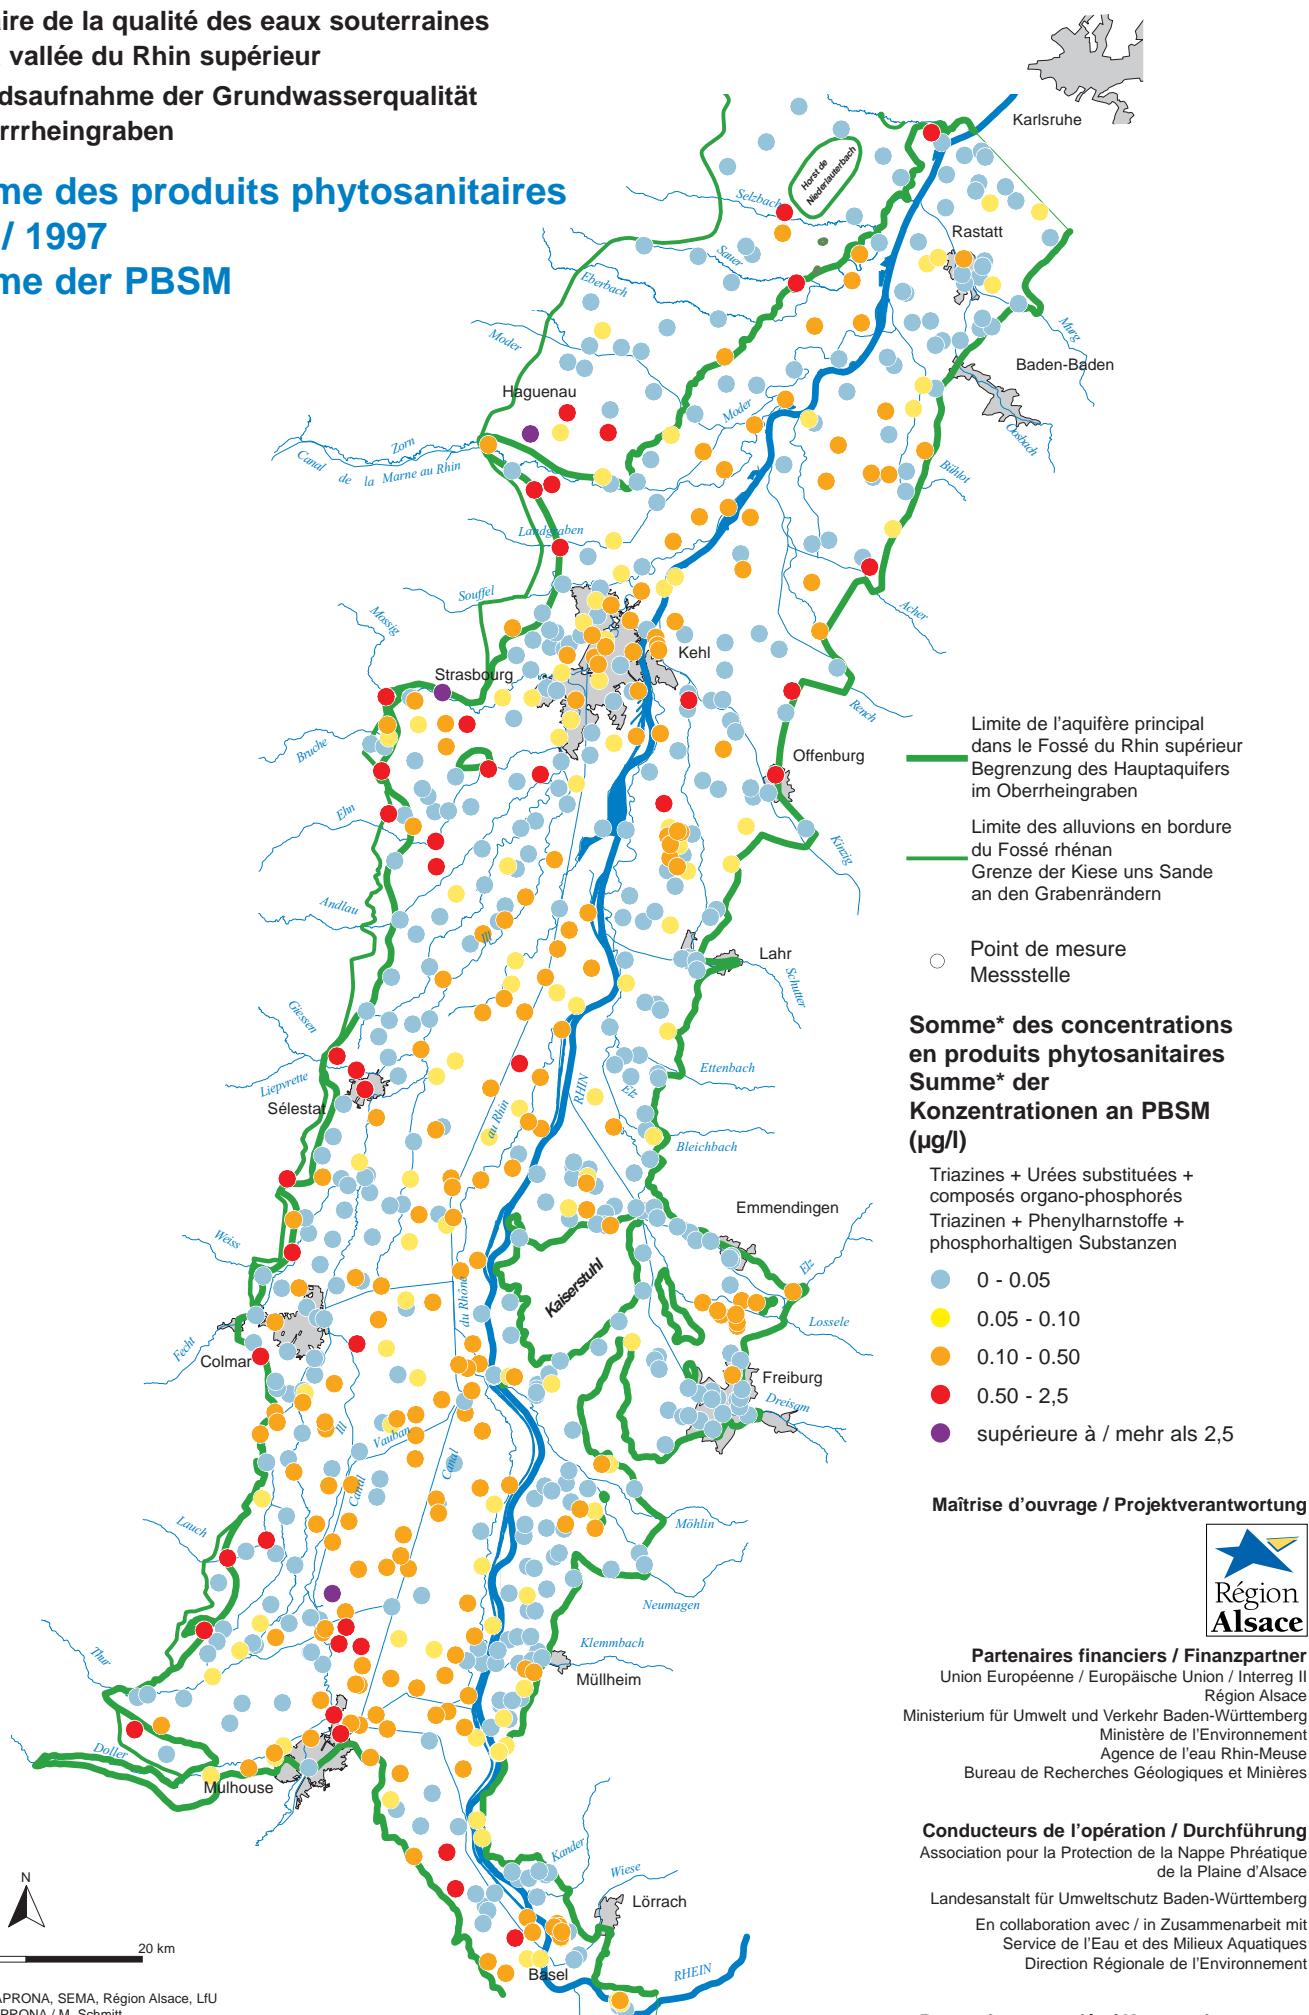 aire de la qualité des eaux souterraines
vallée du Rhin supérieur
dsaufnahme der Grundwasserqualität
rrrheingraben
me des produits phytosanitaires
/ 1997
me der PBSM
Karlsruhe
Horst de
Niederlauterbach
Selzbach
Rastatt
Sauer
Eberbach
Murg
Moder
Baden-Baden
Haguenau
Moder
Oosbach
Zorn
Canal de la Marne au Rhin
Bühlot
Landgraben
Souffel
Acher
Mossig
Kehl
Strasbourg
Rench
Bruche
Offenburg
Ehn
Kinzig
Andlau
Ill
Lahr
Schutter
Giessen
Liepvrette
Ettenbach
RHIN
Elz
Sélestat
au Rhin
Bleichbach
Emmendingen
Weiss
Elz
Kaiserstuhl
du Rhône
Lossele
Fecht
Colmar
Freiburg
Dreisam
Ill
Vauban
Canal
Canal
Lauch
Möhlin
Neumagen
Thur
Klemmbach
Müllheim
Doller
Mulhouse
Kander
Wiese
Lörrach
Basel
RHEIN
N
20 km
APRONA, SEMA, Région Alsace, LfU
PRONA / M. Schmitt
Limite de l'aquifère principal
dans le Fossé du Rhin supérieur
Begrenzung des Hauptaquifers
im Oberrheingraben
Limite des alluvions en bordure
du Fossé rhénan
Grenze der Kiese uns Sande
an den Grabenrändern
Point de mesure
Messstelle
Somme* des concentrations
en produits phytosanitaires
Summe* der
Konzentrationen an PBSM
(µg/l)
Triazines + Urées substituées +
composés organo-phosphorés
Triazinen + Phenylharnstoffe +
phosphorhaltigen Substanzen
0 - 0.05
0.05 - 0.10
0.10 - 0.50
0.50 - 2,5
supérieure à / mehr als 2,5
Maîtrise d'ouvrage / Projektverantwortung
Région
Alsace
Partenaires financiers / Finanzpartner
Union Européenne / Europäische Union / Interreg II
Région Alsace
Ministerium für Umwelt und Verkehr Baden-Württemberg
Ministère de l'Environnement
Agence de l'eau Rhin-Meuse
Bureau de Recherches Géologiques et Minières
Conducteurs de l'opération / Durchführung
Association pour la Protection de la Nappe Phréatique
de la Plaine d'Alsace
Landesanstalt für Umweltschutz Baden-Württemberg
En collaboration avec / in Zusammenarbeit mit
Service de l'Eau et des Milieux Aquatiques
Direction Régionale de l'Environnement